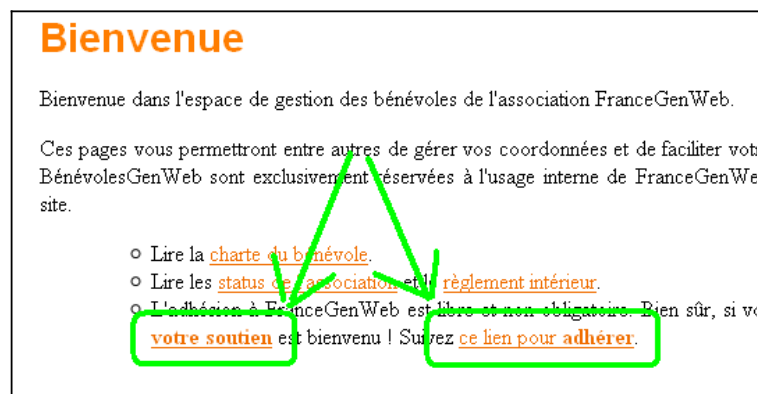 Bienvenue
Bienvenue dans l'espace de gestion des bénévoles de l'association FranceGenWeb.
Ces pages vous permettront entre autres de gérer vos coordonnées et de faciliter
BénévolesGenWeb sont exclusivement réservées à l'usage interne de
site.
Lire la charte du bénévole.
Lire les status de l'association et le règlement intérieur.
L'adhésion à FranceGenWeb est libre et non obligatoire. Bien sûr, si
votre soutien est bienvenu ! Suivez ce lien pour adhérer.